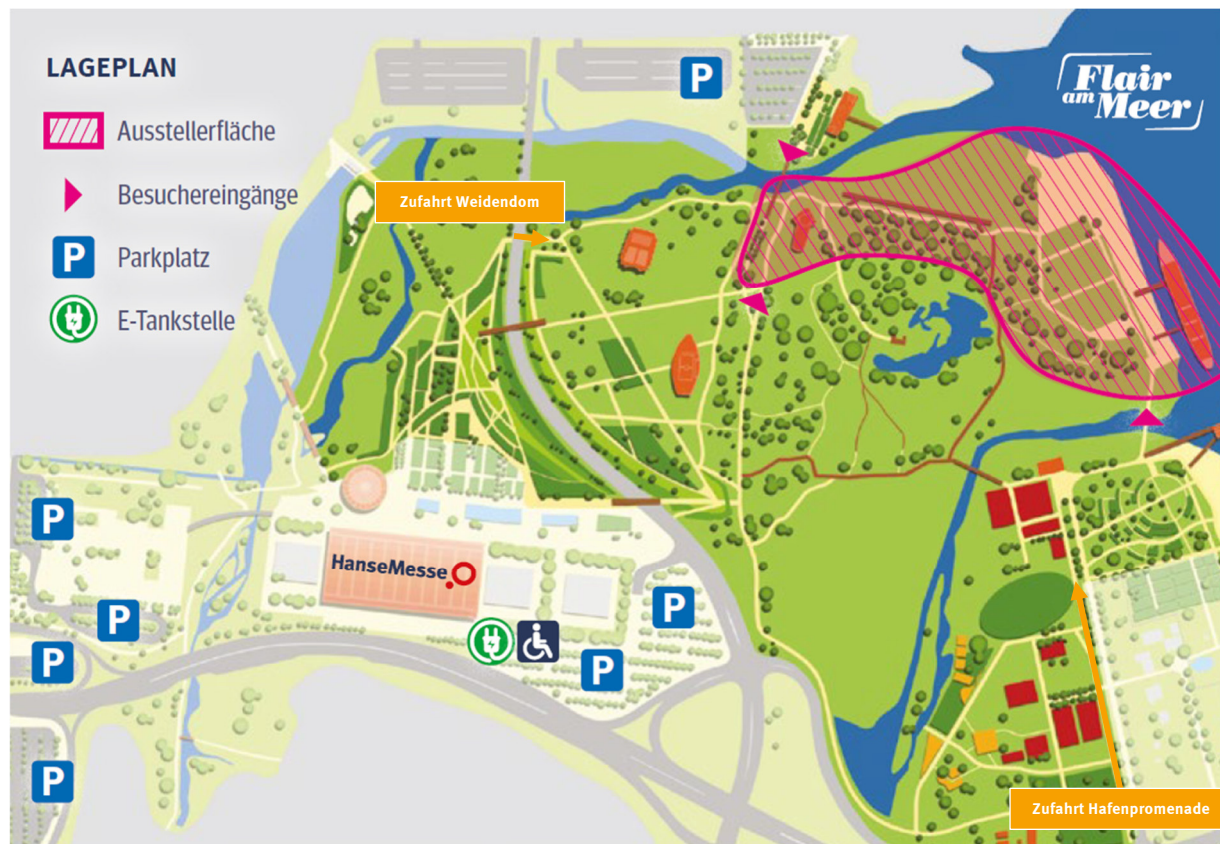 LAGEPLAN
Ausstellerfläche
Besuchereingänge
P Parkplatz
E-Tankstelle
Flair
am Meer
P
Zufahrt Weidendom
P
HanseMesse
P
P
P
P
P
Zufahrt Hafenpromenade